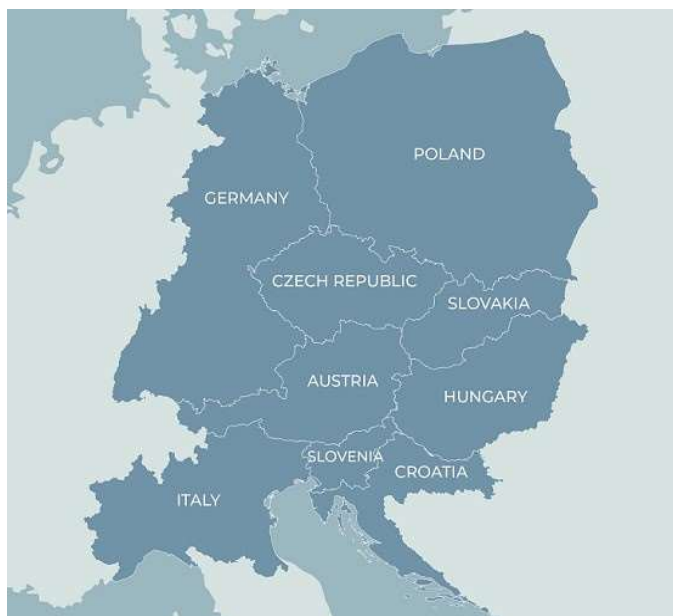 POLAND
GERMANY
CZECH REPUBLIC
SLOVAKIA
AUSTRIA
HUNGARY
SLOVENIA
CROATIA
ITALY